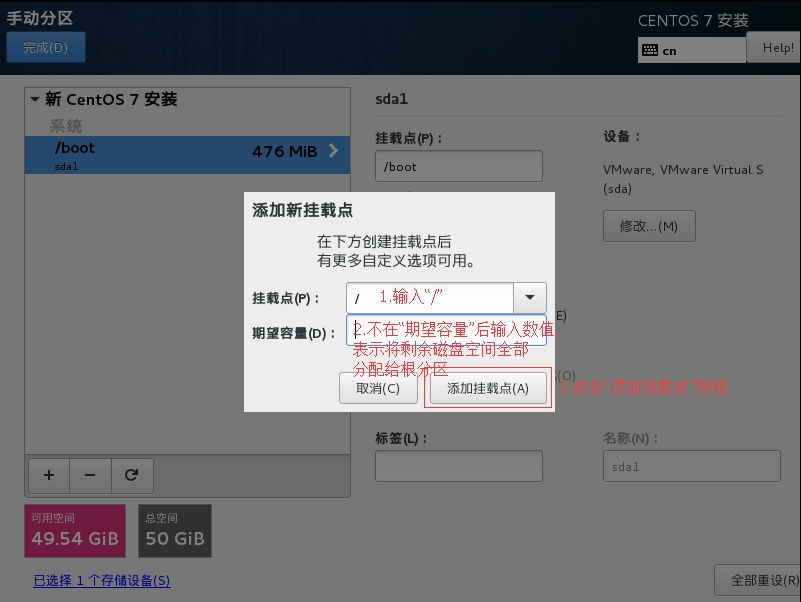 手动分区
CENTOS 7 安装
完成(D)
cn
Help!
新 CentOS 7 安装
系统
/boot
476 MiB
sda1
sda1
挂载点(P)：
/boot
设备：
VMware, VMware Virtual S
(sda)
修改...(M)
添加新挂载点
在下方创建挂载点后
有更多自定义选项可用。
挂载点(P)：
/
1.输入“/”
期望容量(D)：
2.不在“期望容量”后输入数值
表示将剩余磁盘空间全部
分配给根分区
E)
取消(C)
添加挂载点(A)
(O)
标签(L)：
名称(N)：
sda1
+
−
可用空间
49.54 GiB
总空间
50 GiB
已选择 1 个存储设备(S)
全部重设(R)